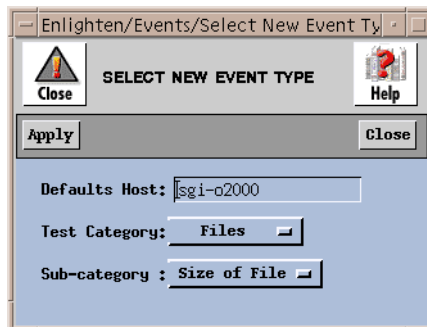 Enlighten/Events/Select New Event Ty
Close
SELECT NEW EVENT TYPE
Help
Apply
Close
Defaults Host: sgi-o2000
Test Category: Files
Sub-category : Size of File